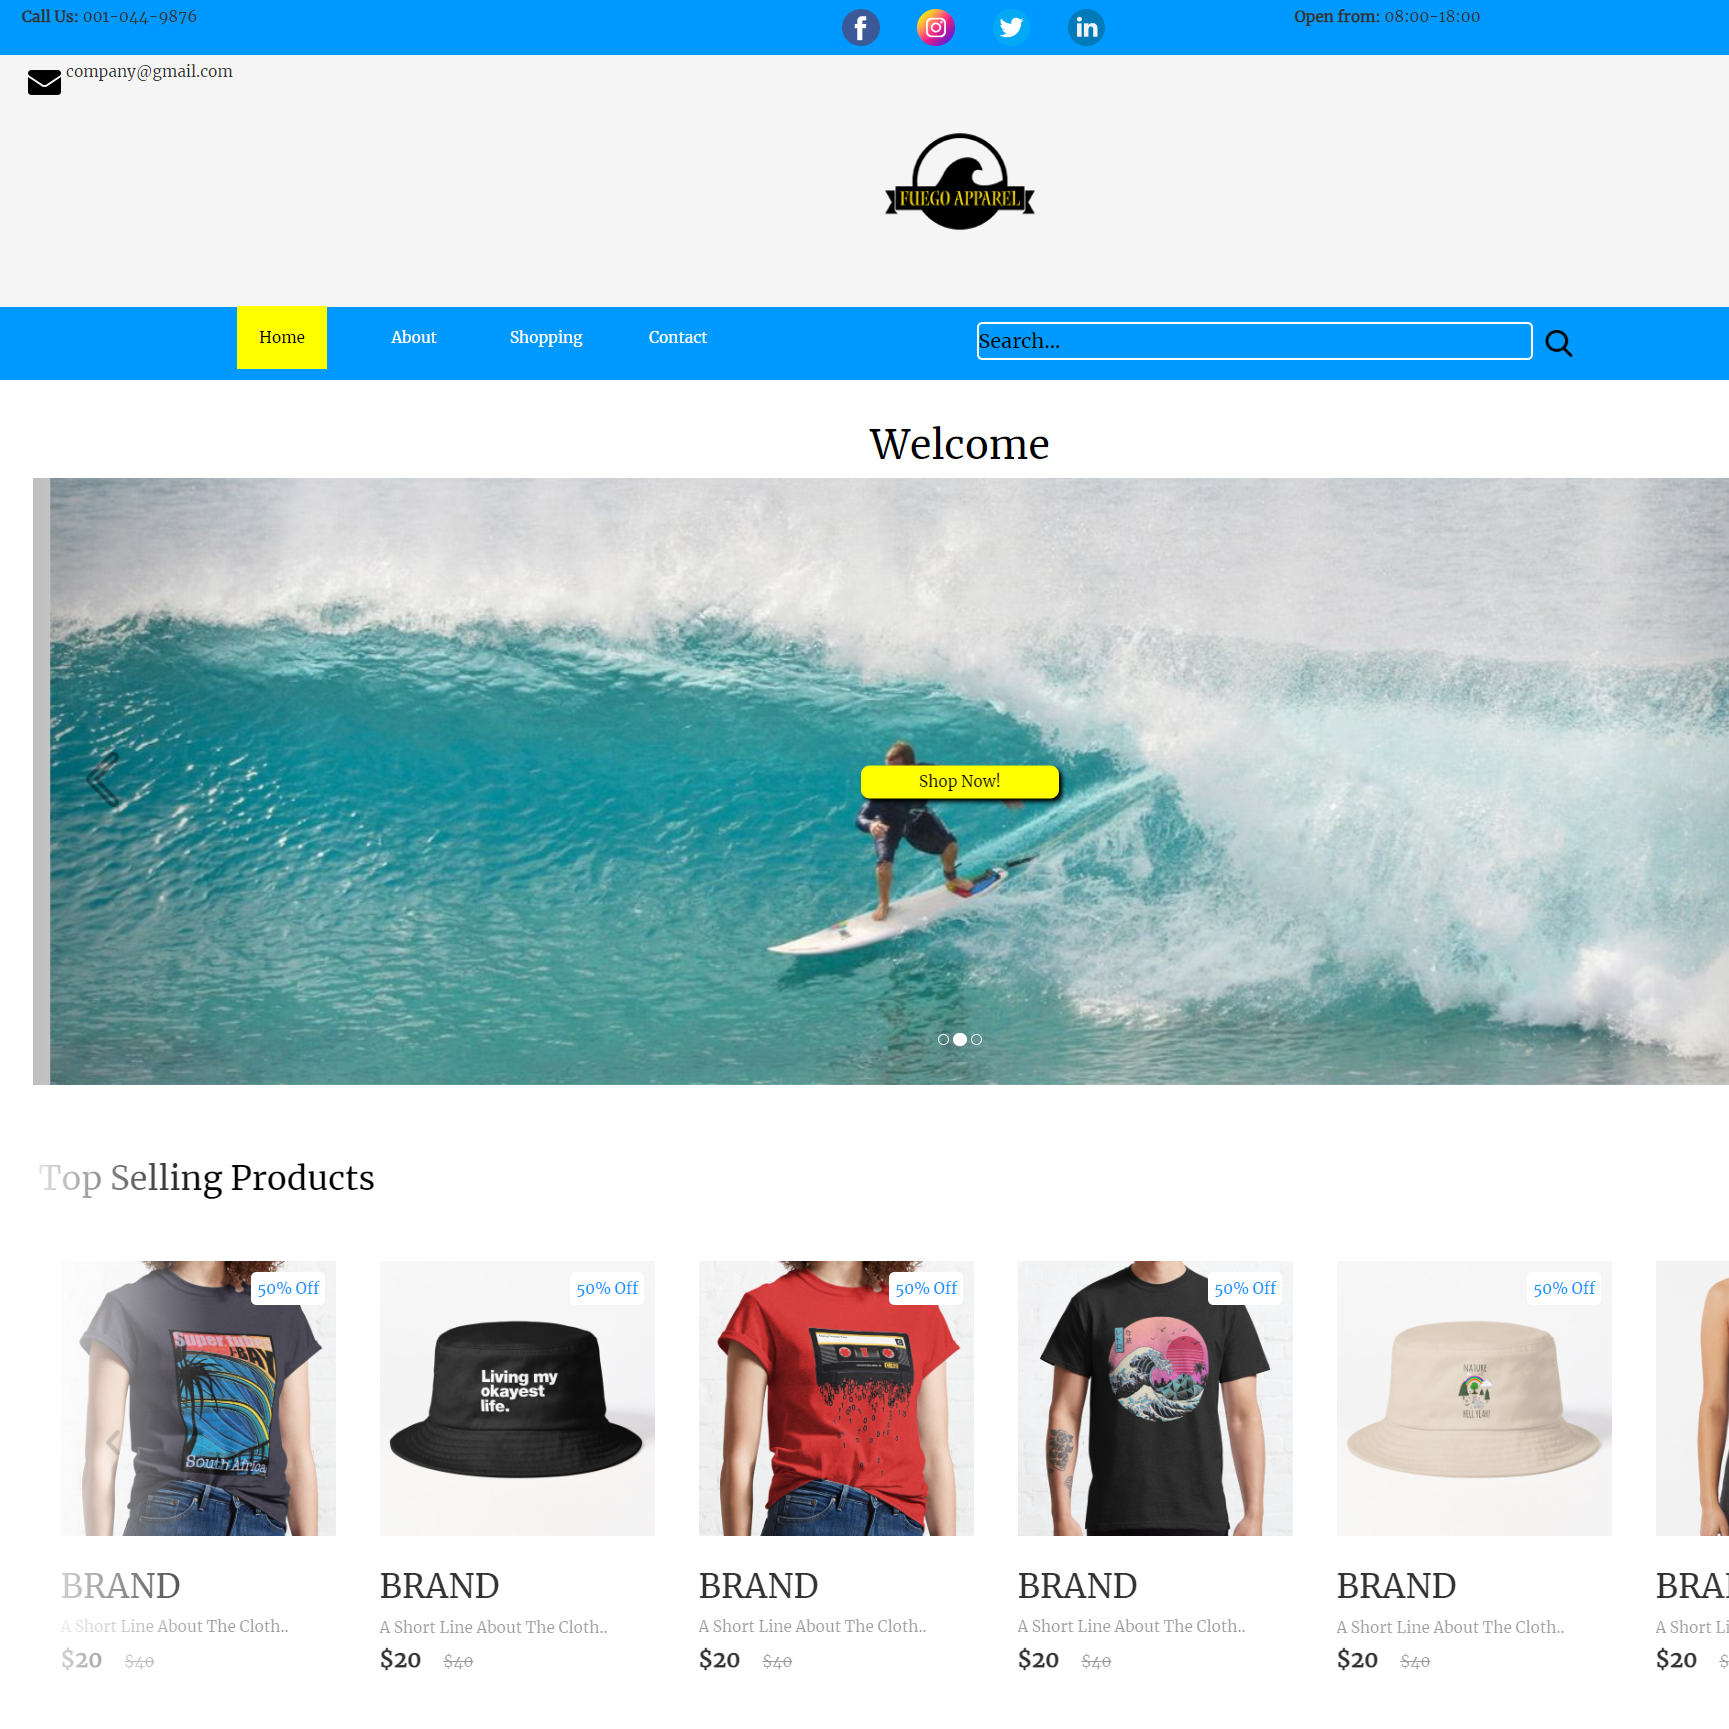 Call Us: 001-044-9876
Open from: 08:00-18:00
company@gmail.com
FUEGO APPAREL
Home
About
Shopping
Contact
Search...
Welcome
Shop Now!
Top Selling Products
50% Off
50% Off
50% Off
50% Off
50% Off
Super tubes
J-BAY
South Africa
Living my
okayest
life.
NATURE
HELL YEAH!
BRAND
BRAND
BRAND
BRAND
BRAND
BRA
A Short Line About The Cloth..
A Short Line About The Cloth..
A Short Line About The Cloth..
A Short Line About The Cloth..
A Short Line About The Cloth..
A Short Li
$20 $40
$20 $40
$20 $40
$20 $40
$20 $40
$20 $